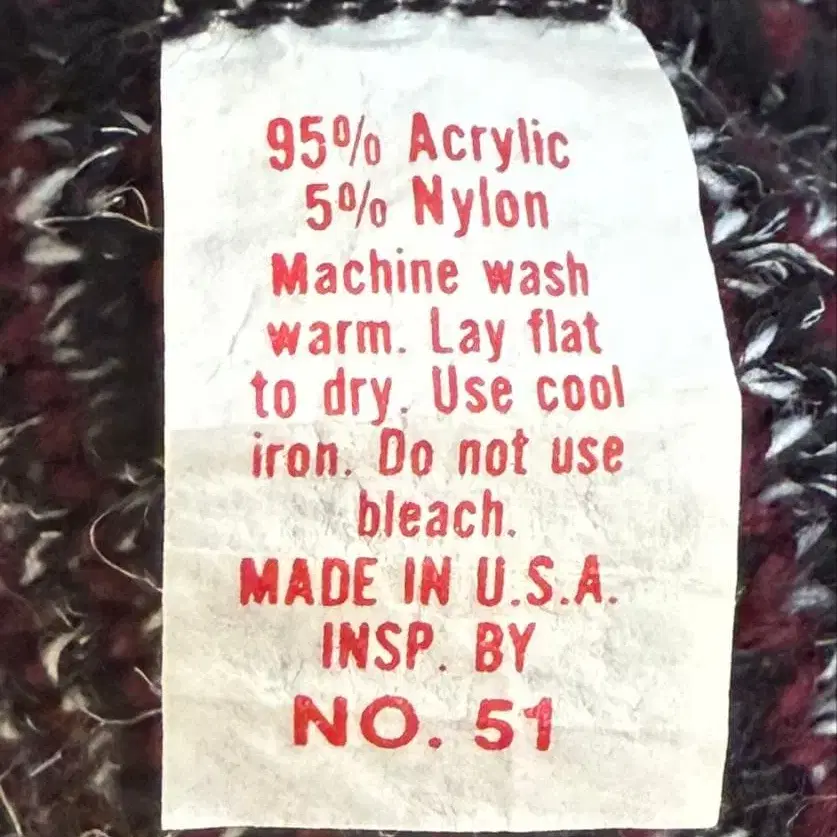 95% Acrylic
5% Nylon
Machine wash
warm. Lay flat
to dry. Use cool
iron. Do not use
bleach.
MADE IN U.S.A.
INSP. BY
NO. 51